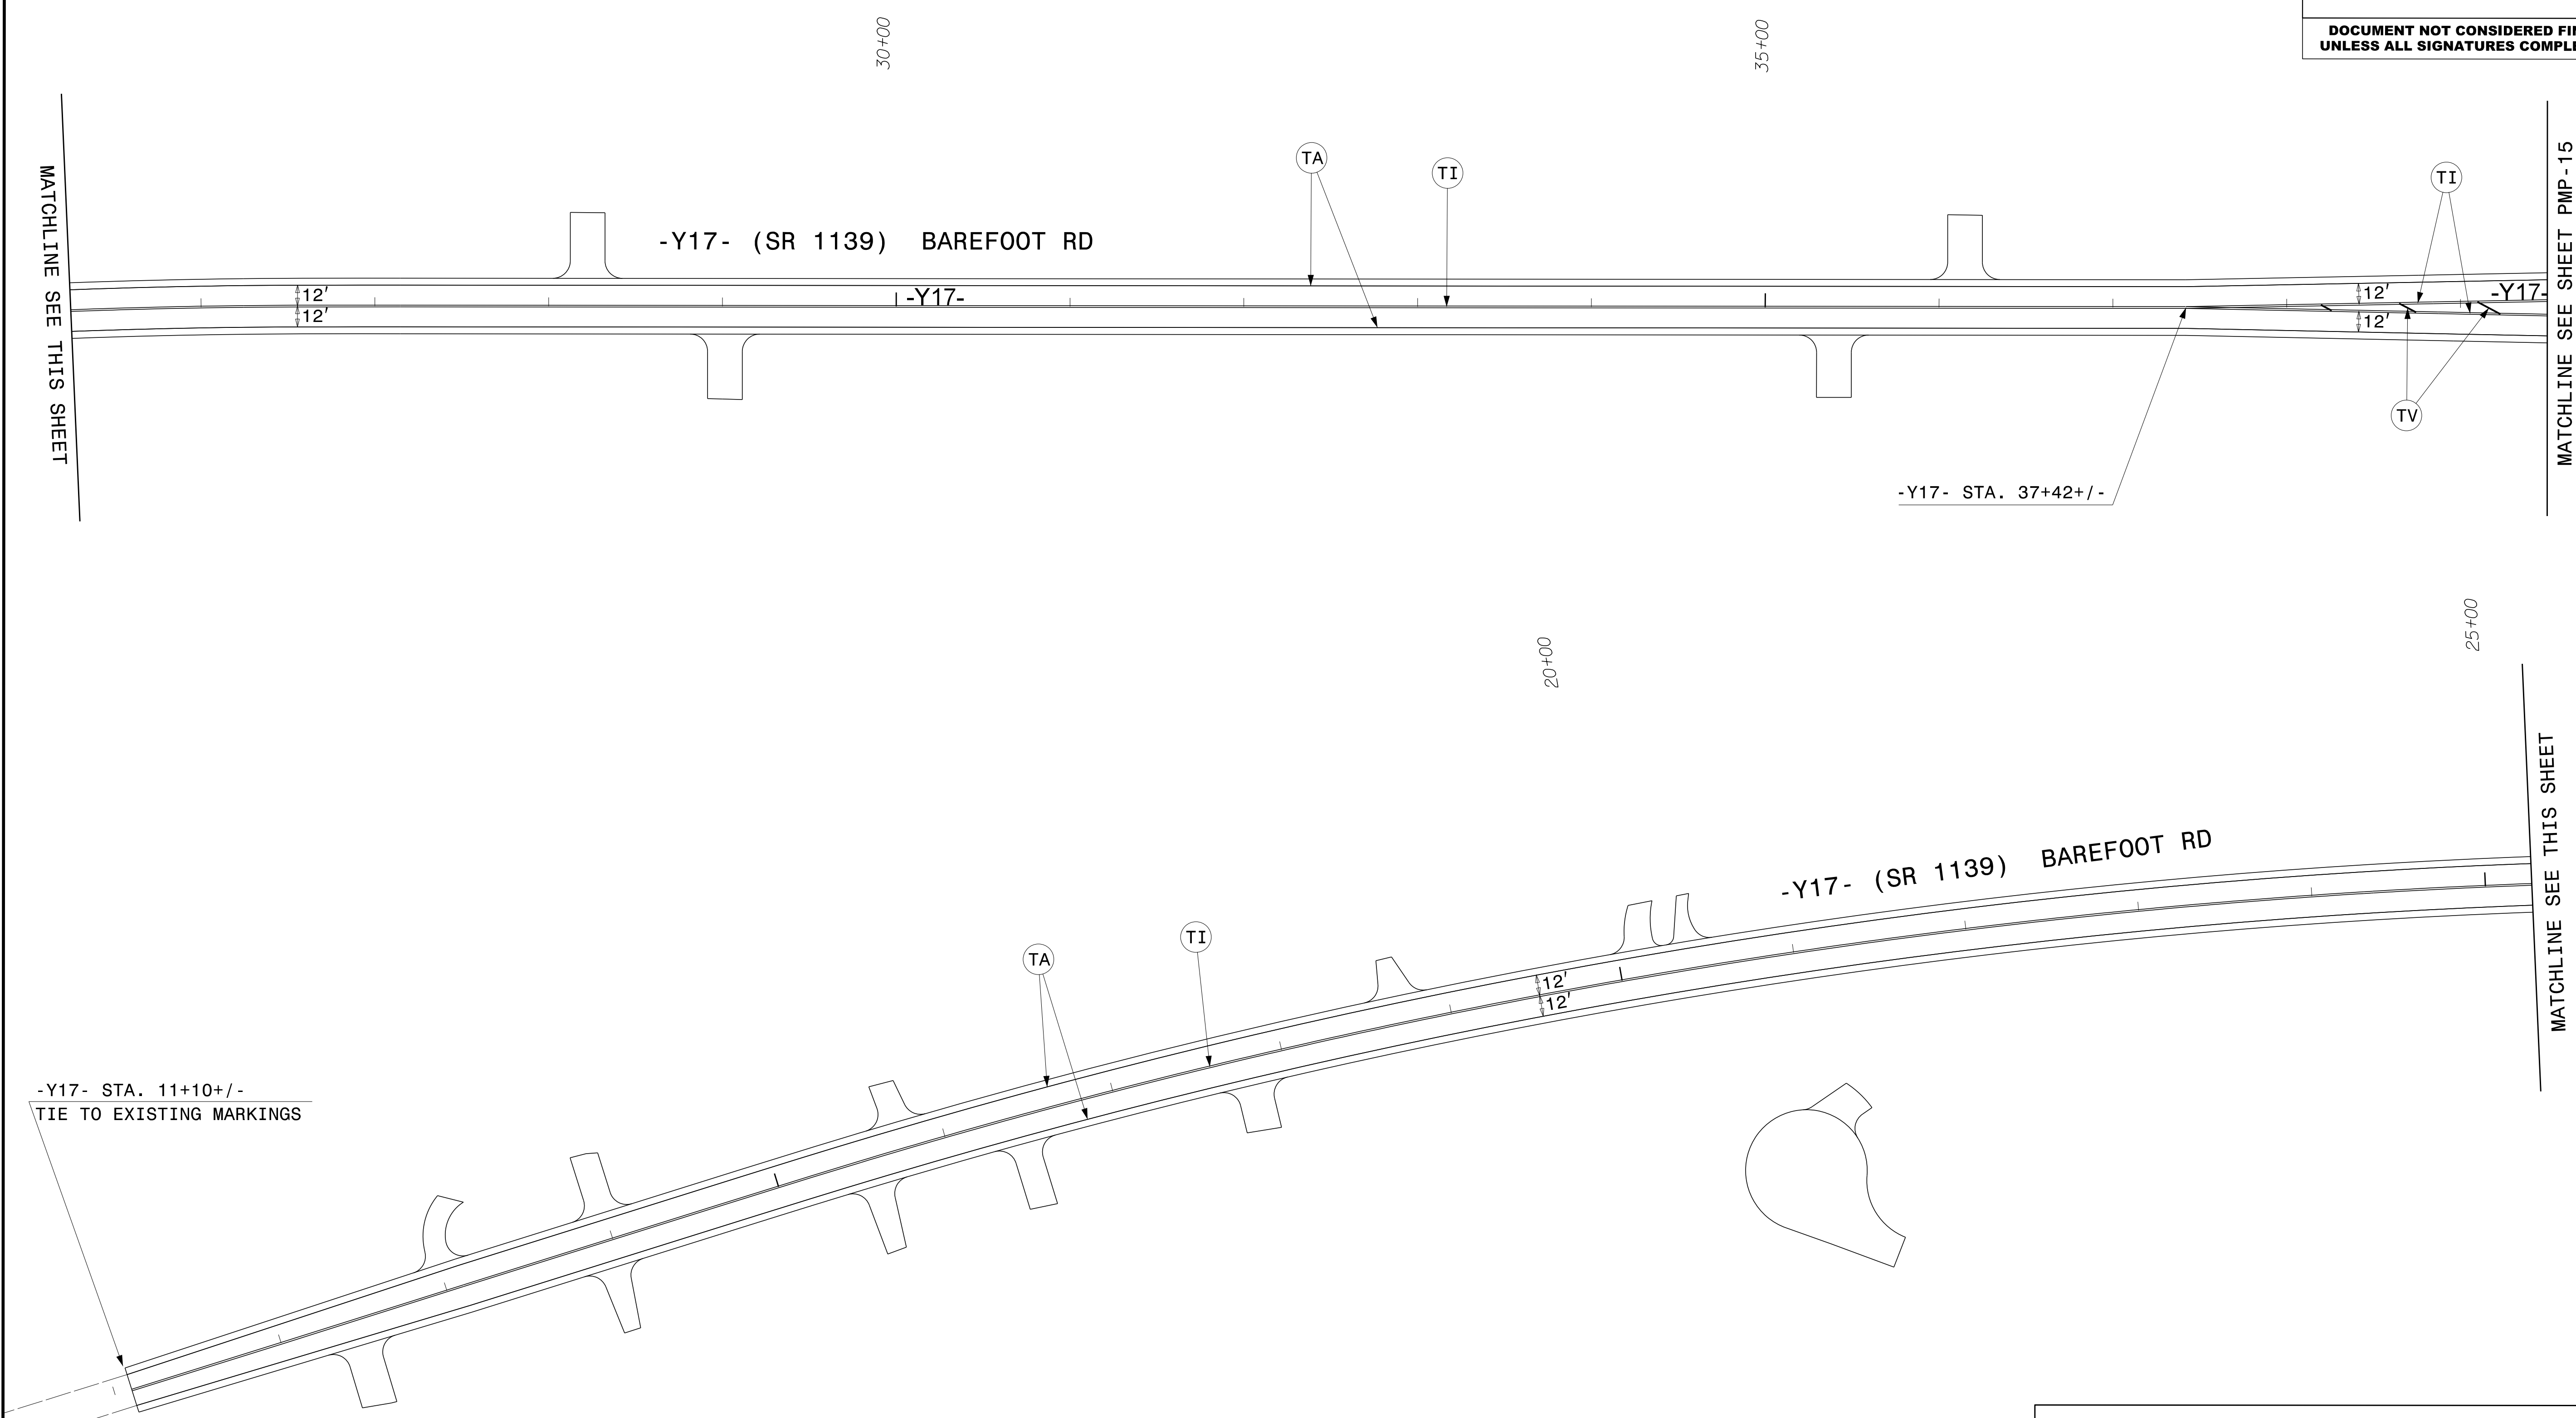 DOCUMENT NOT CONSIDERED
UNLESS ALL SIGNATURES
30+00
35+00
MATCHLINE SEE THIS SHEET
-Y17- (SR 1139) BAREFOOT RD
TA
TI
TI
12'
12'
-Y17-
12'
12'
-Y17-
TV
-Y17- STA. 37+42+/-
MATCHLINE SEE SHEET PMP-15
20+00
25+00
-Y17- (SR 1139) BAREFOOT RD
MATCHLINE SEE THIS SHEET
TA
TI
12'
12'
-Y17- STA. 11+10+/-
TIE TO EXISTING MARKINGS